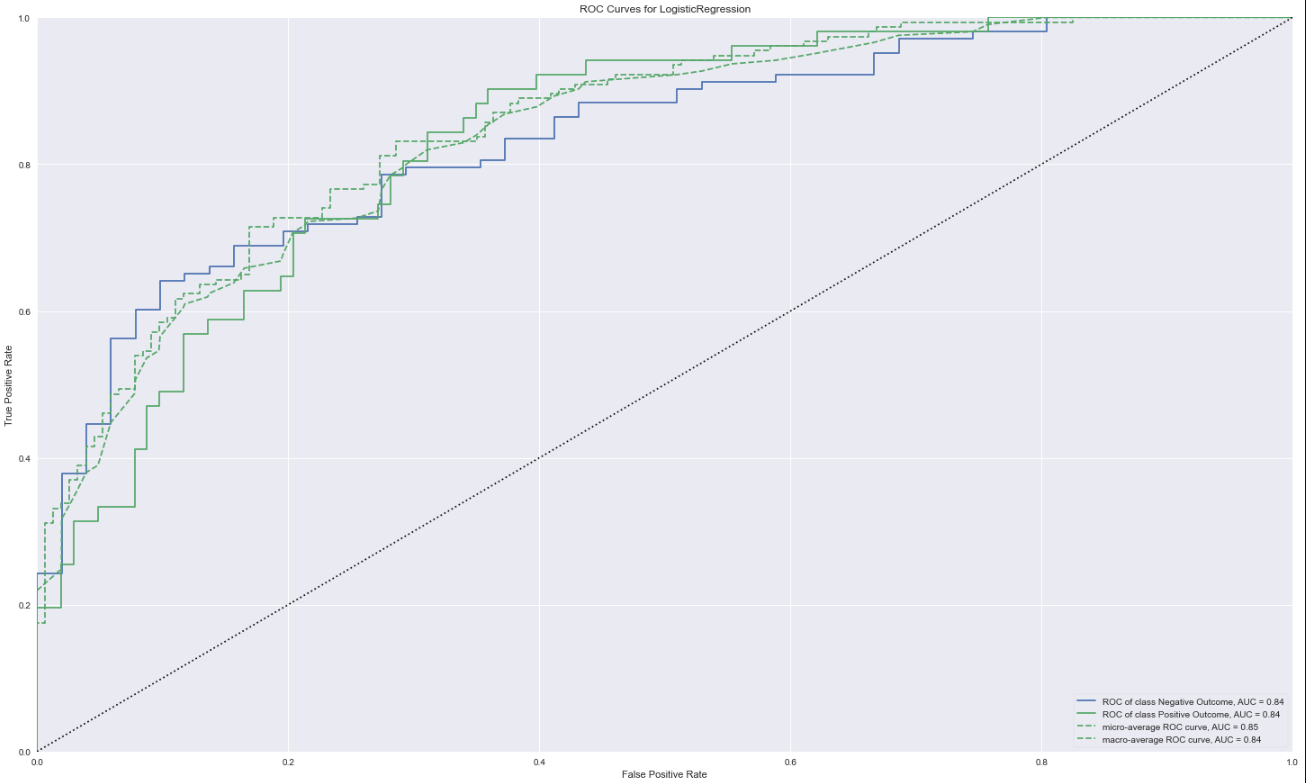 ROC Curves for LogisticRegression
1.0
0.8
0.6
0.4
0.2
0.0
True Positive Rate
0.0 0.2 0.4 0.6 0.8 1.0
False Positive Rate
ROC of class Negative Outcome, AUC = 0.84
ROC of class Positive Outcome, AUC = 0.84
micro-average ROC curve, AUC = 0.85
macro-average ROC curve, AUC = 0.84